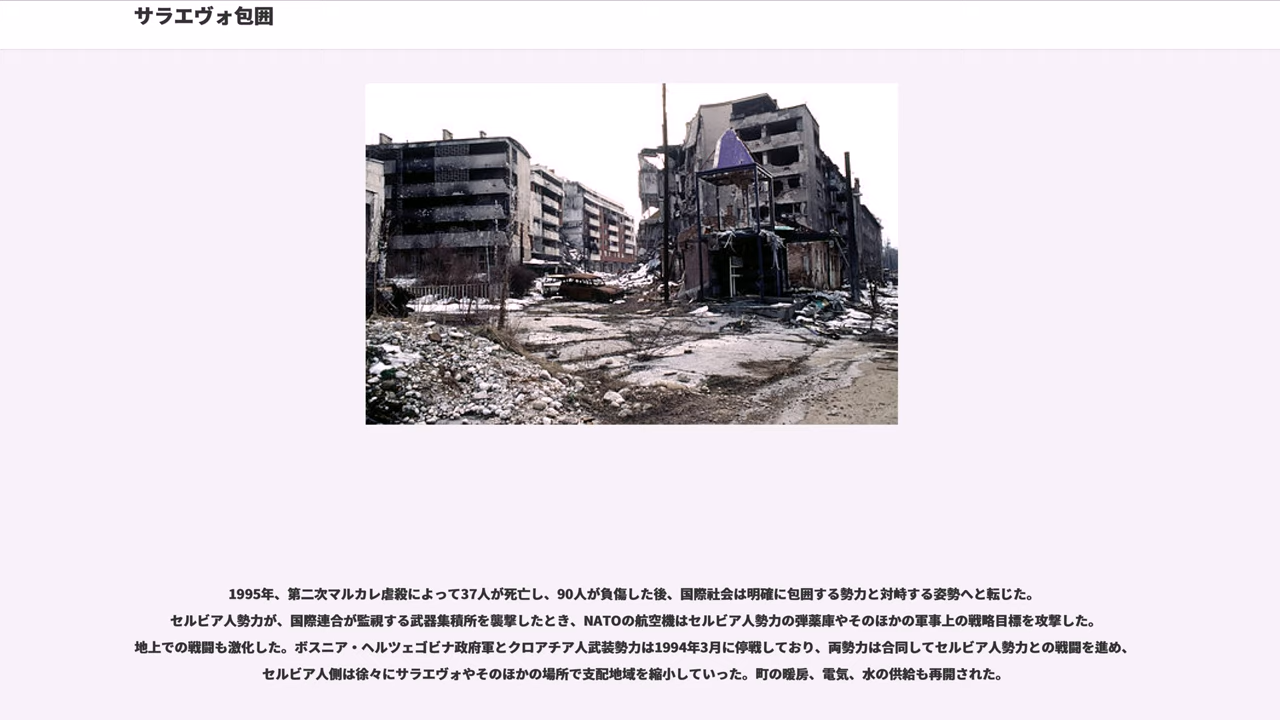 サラエヴォ包囲
1995年、第二次マルカレ虐殺によって37人が死亡し、90人が負傷した後、国際社会は明確に包囲する勢力と対峙する姿勢へと転じた。
セルビア人勢力が、国際連合が監視する武器集積所を襲撃したとき、NATOの航空機はセルビア人勢力の弾薬庫やそのほかの軍事上の戦略目標を攻撃した。
地上での戦闘も激化した。ボスニア・ヘルツェゴビナ政府軍とクロアチア人武装勢力は1994年3月に停戦しており、両勢力は合同してセルビア人勢力との戦闘を進め、
セルビア人側は徐々にサラエヴォやそのほかの場所で支配地域を縮小していった。町の暖房、電気、水の供給も再開された。